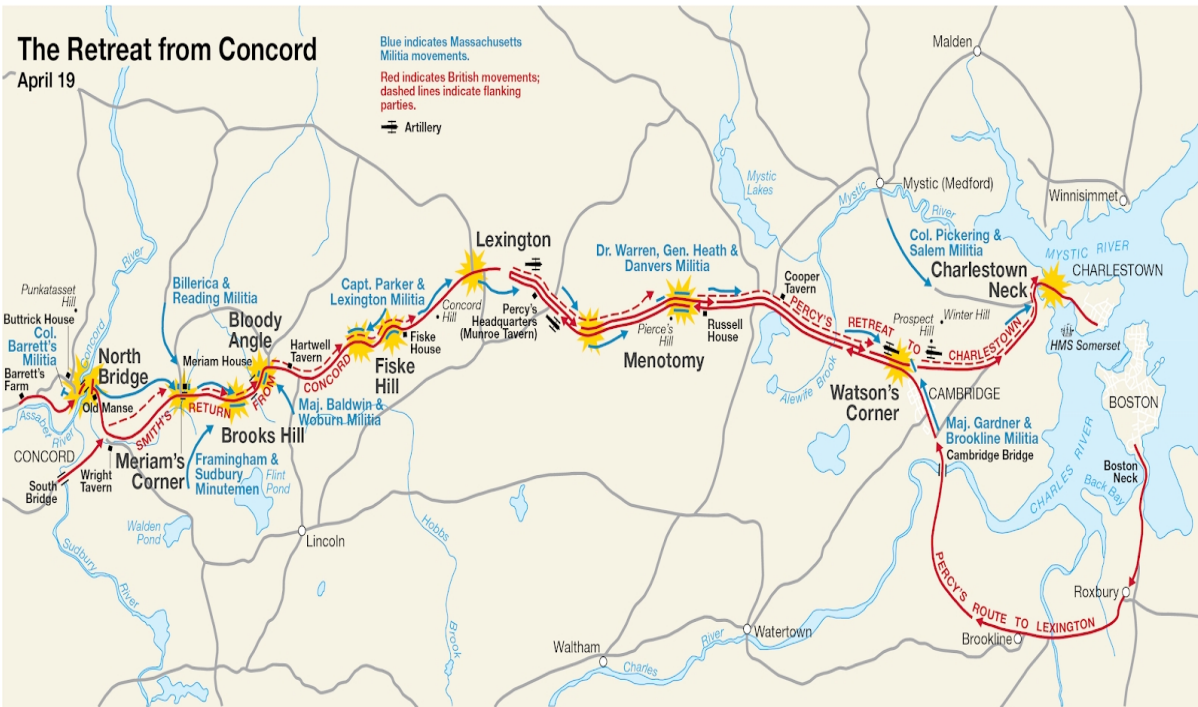 The Retreat from Concord
April 19
Blue indicates Massachusetts
Militia movements.
Red indicates British movements;
dashed lines indicate flanking
parties.
Artillery
Malden
Mystic
Lakes
Mystic
River
Mystic (Medford)
Winnisimmet
Col. Pickering &
Salem Militia
MYSTIC RIVER
Charlestown
Neck
CHARLESTOWN
HMS Somerset
Lexington
Dr. Warren, Gen. Heath &
Danvers Militia
Cooper
Tavern
River
Concord
Punkatasset
Hill
Buttrick House
Col.
Barrett's
Militia
Barrett's
Farm
North
Bridge
Old Manse
Assabet
River
CONCORD
South
Bridge
Wright
Tavern
Meriam's
Corner
Billerica &
Reading Militia
Bloody
Angle
Meriam House
Hartwell
Tavern
Capt. Parker &
Lexington Militia
Concord
Hill
Fiske
House
Fiske
Hill
SMITH'S
RETURN
FROM
CONCORD
Maj. Baldwin &
Woburn Militia
Brooks Hill
Framingham &
Sudbury
Minutemen
Flint
Pond
Walden
Pond
Sudbury
River
Lincoln
Hobbs
Brook
Percy's
Headquarters
(Munroe Tavern)
Pierce's
Hill
Menotomy
Russell
House
PERCY'S
RETREAT
TO
CHARLESTOWN
Prospect
Hill
Winter Hill
Alewife Brook
Watson's
Corner
CAMBRIDGE
BOSTON
Maj. Gardner &
Brookline Militia
Cambridge Bridge
CHARLES RIVER
Back Bay
Boston
Neck
PERCY'S ROUTE TO LEXINGTON
Roxbury
Brookline
Watertown
Waltham
Charles
River